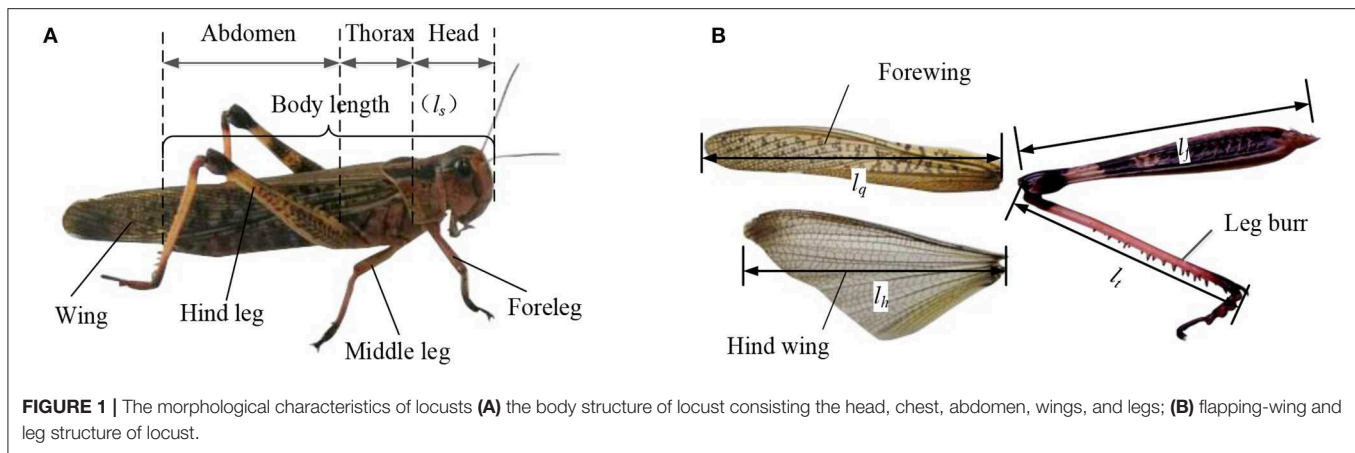 A
Abdomen
Thorax
Head
Body length (lₛ)
Wing
Hind leg
Middle leg
Foreleg
B
Forewing
l_q
l_f
Leg burr
l_h
l_t
Hind wing
FIGURE 1 | The morphological characteristics of locusts (A) the body structure of locust consisting the head, chest, abdomen, wings, and legs; (B) flapping-wing and
leg structure of locust.